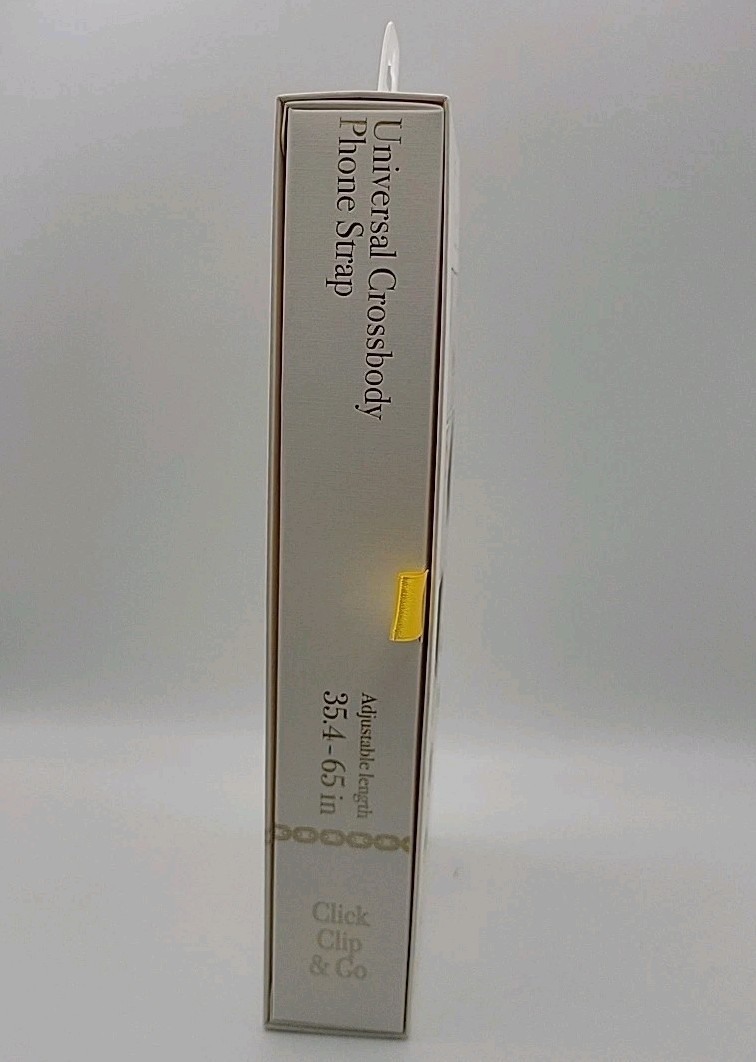 Universal Crossbody
Phone Strap
Adjustable length
35.4-65 in
Click
Clip
& Go